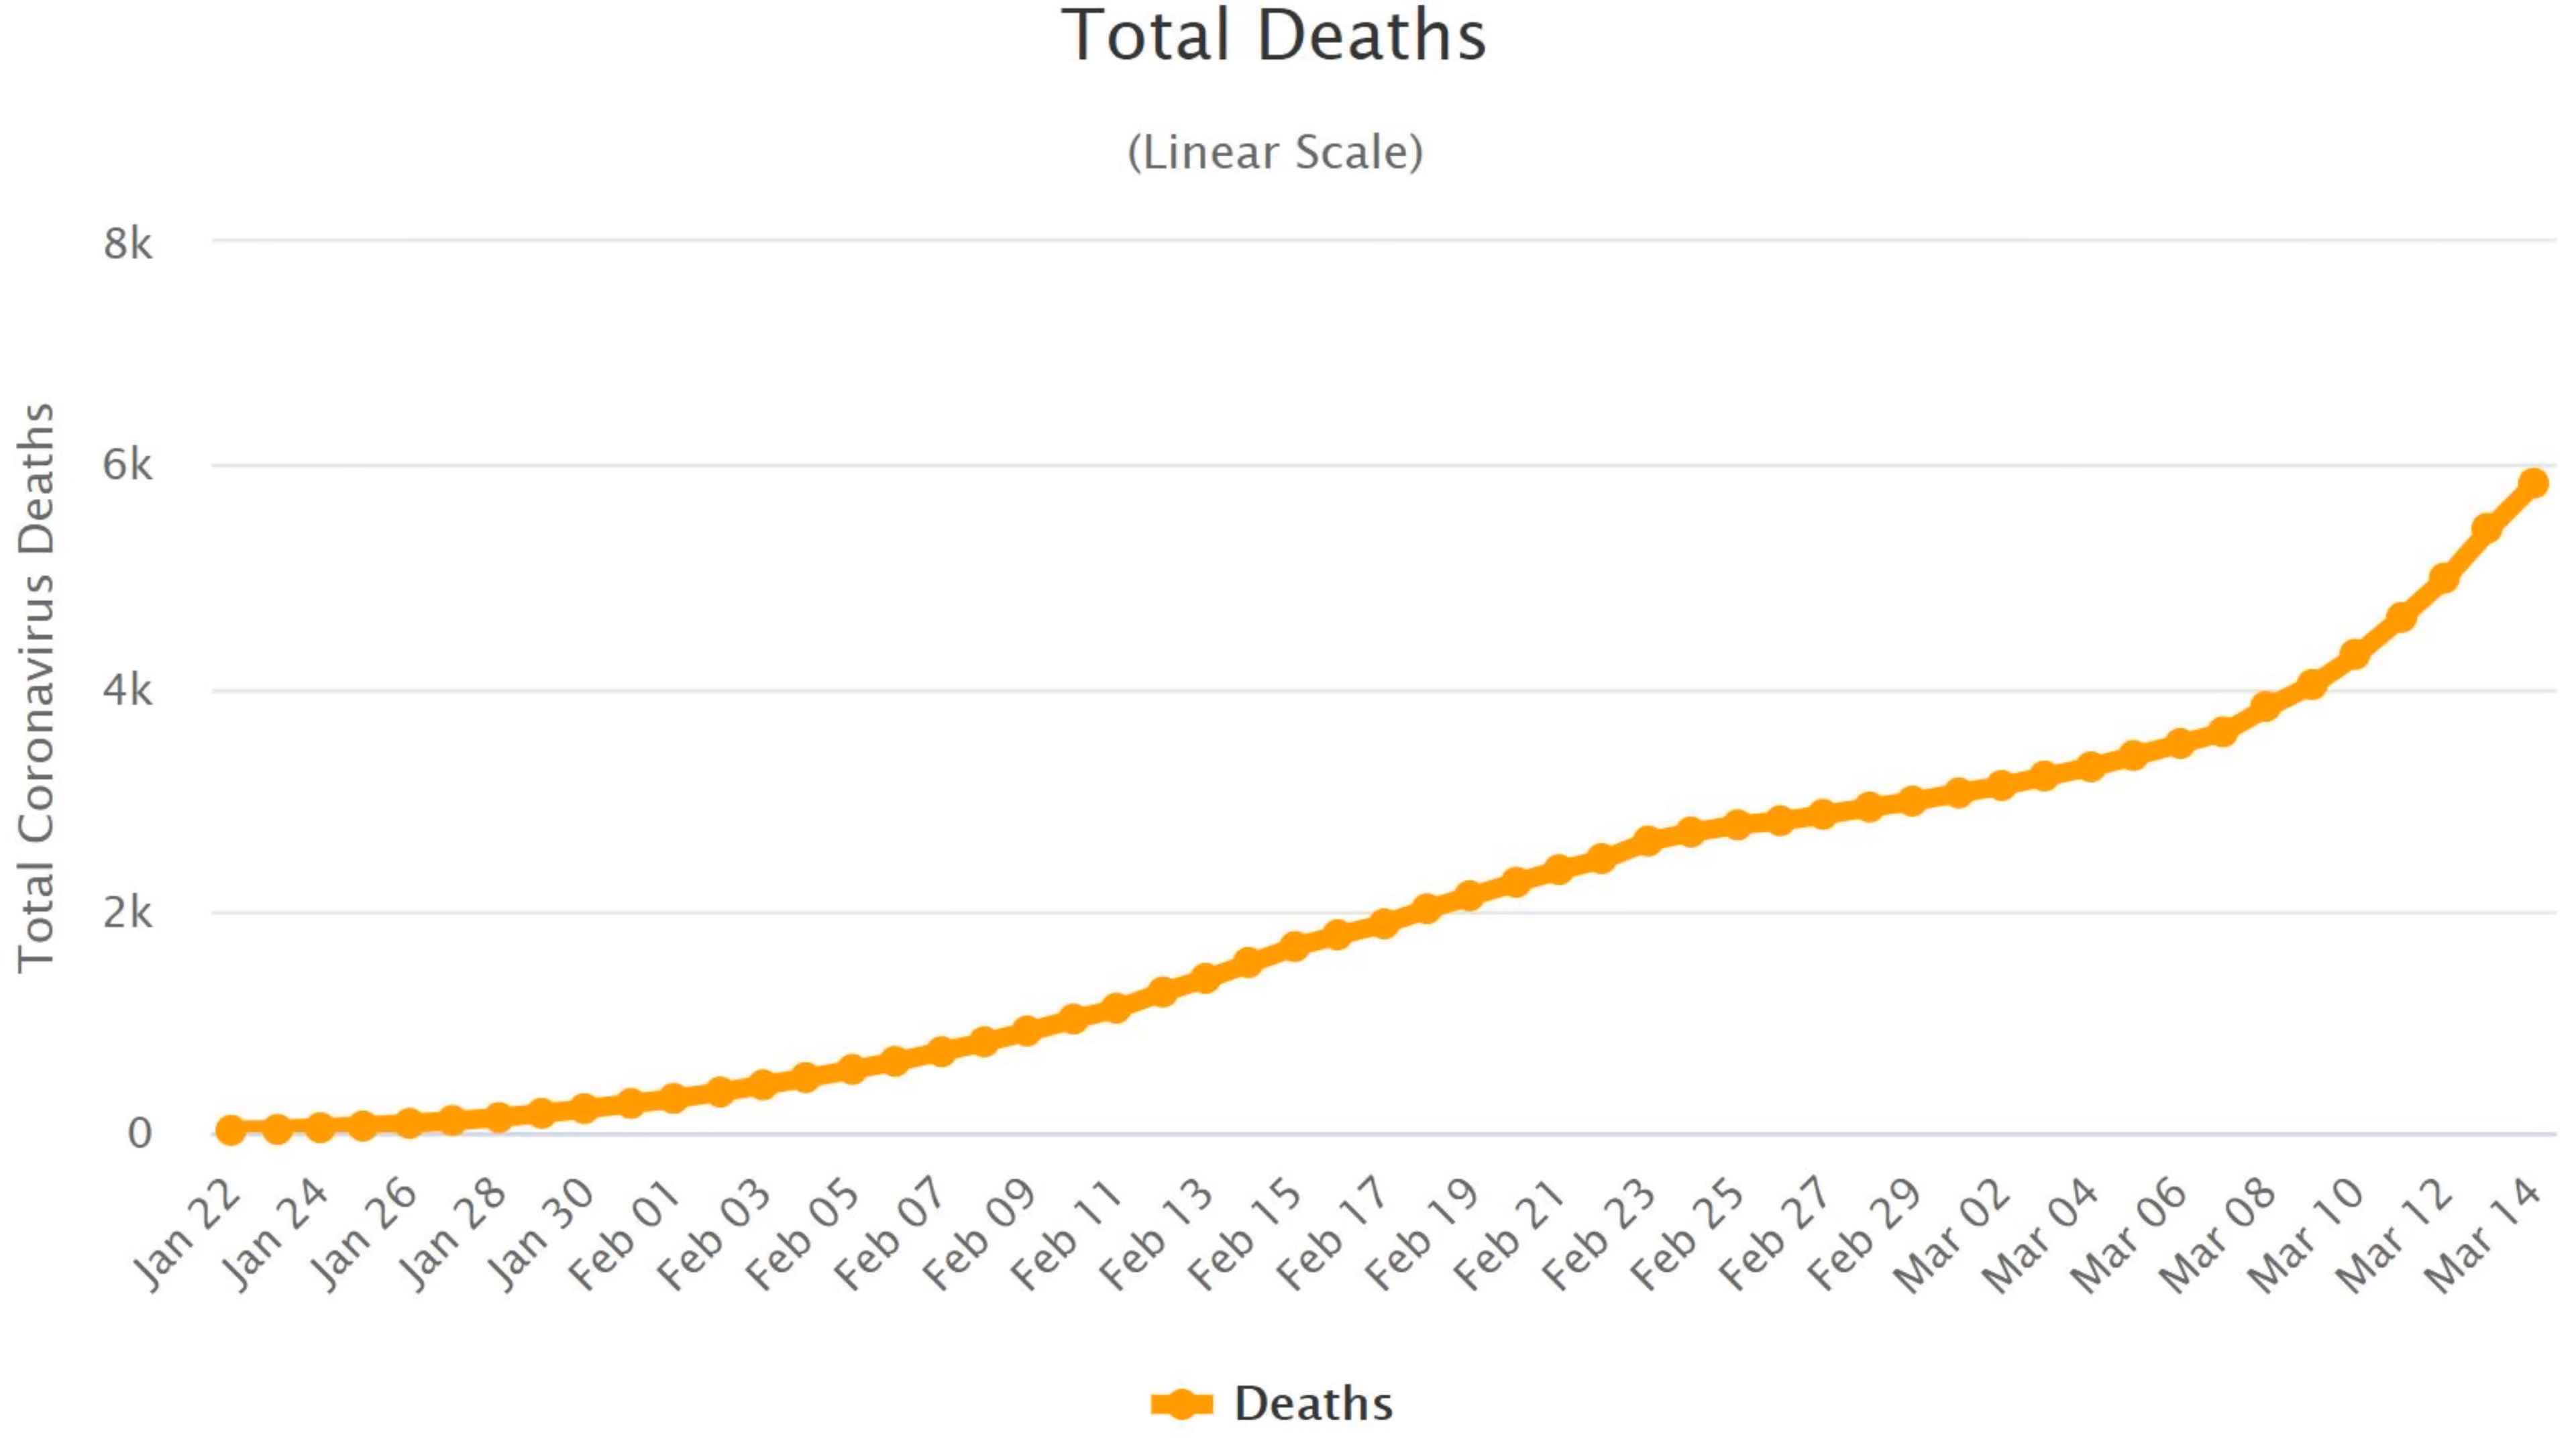 Total Deaths
(Linear Scale)
Total Coronavirus Deaths
8k
6k
4k
2k
0
Jan 22
Jan 24
Jan 26
Jan 28
Jan 30
Feb 01
Feb 03
Feb 05
Feb 07
Feb 09
Feb 11
Feb 13
Feb 15
Feb 17
Feb 19
Feb 21
Feb 23
Feb 25
Feb 27
Feb 29
Mar 02
Mar 04
Mar 06
Mar 08
Mar 10
Mar 12
Mar 14
Deaths